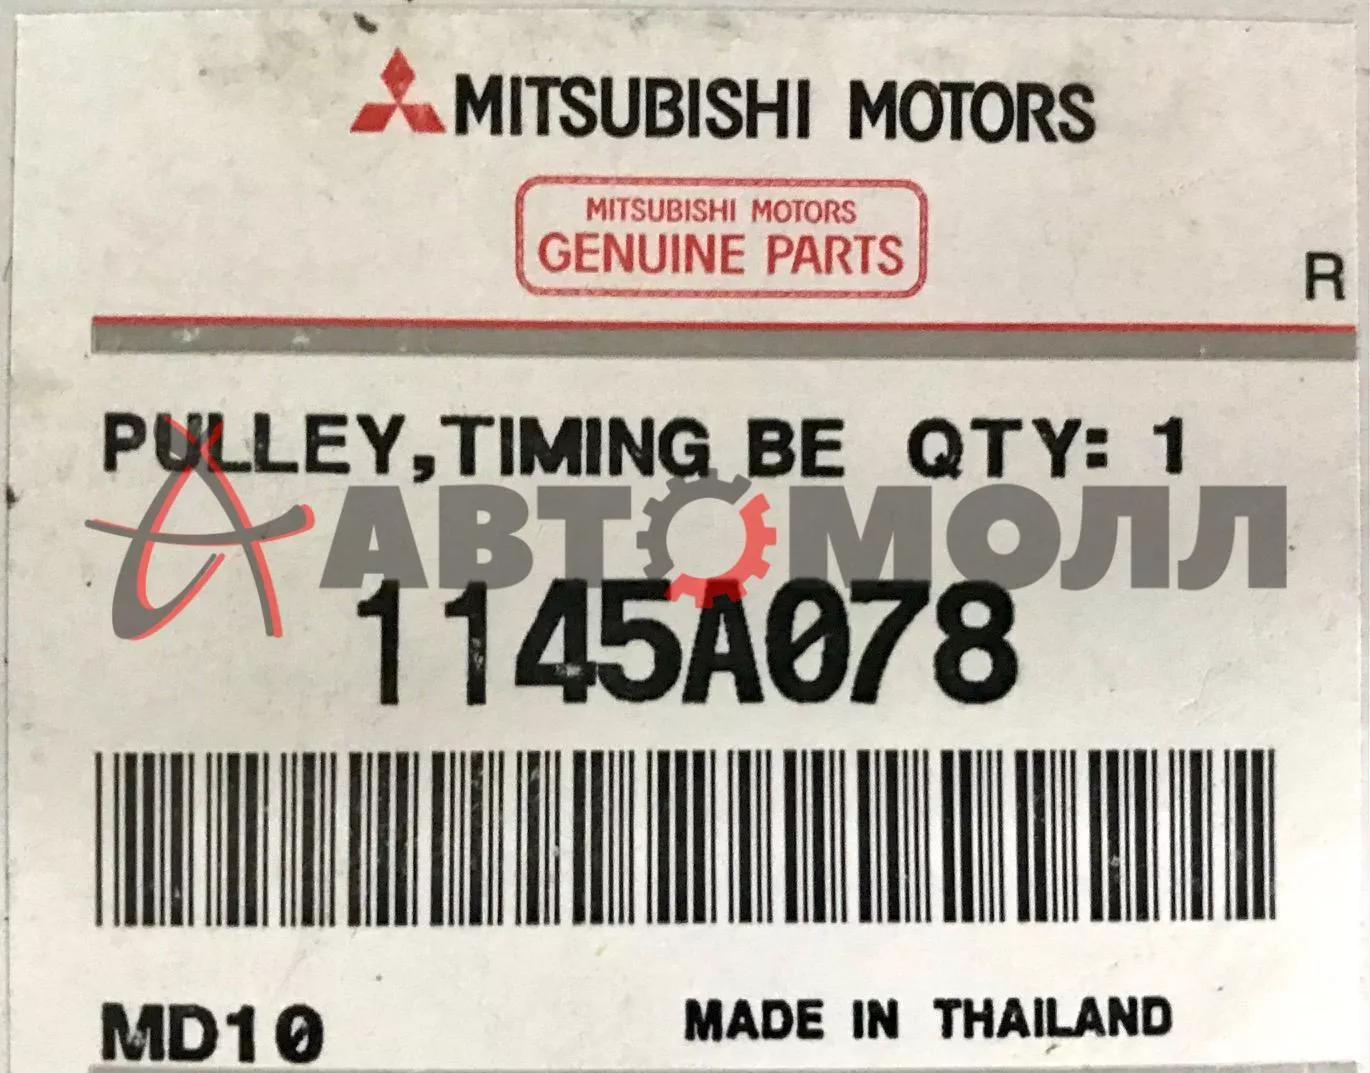 MITSUBISHI MOTORS
MITSUBISHI MOTORS
GENUINE PARTS
R
PULLEY,TIMING BE QTY: 1
АВТОМОЛЛ
1145A078
MD10 MADE IN THAILAND